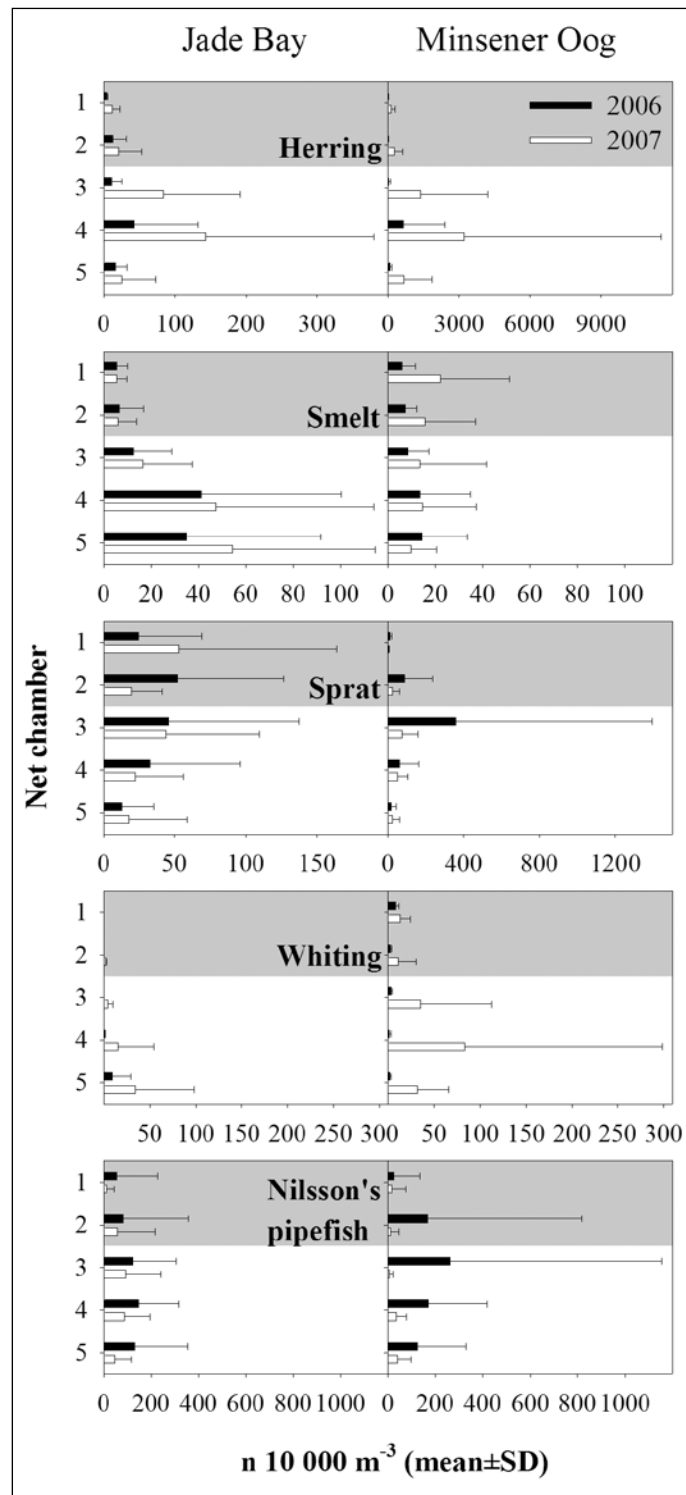 Jade Bay Minsener Oog
2006
2007
Net chamber
1
2
Herring
3
4
5
0 100 200 300 0 3000 6000 9000
1
2
Smelt
3
4
5
0 20 40 60 80 100 0 20 40 60 80 100
1
2
Sprat
3
4
5
0 50 100 150 0 400 800 1200
1
2
Whiting
3
4
5
50 100 150 200 250 300 50 100 150 200 250 300
1
Nilsson's
2
pipefish
3
4
5
0 200 400 600 800 1000 0 200 400 600 800 1000
n 10 000 m⁻³ (mean±SD)